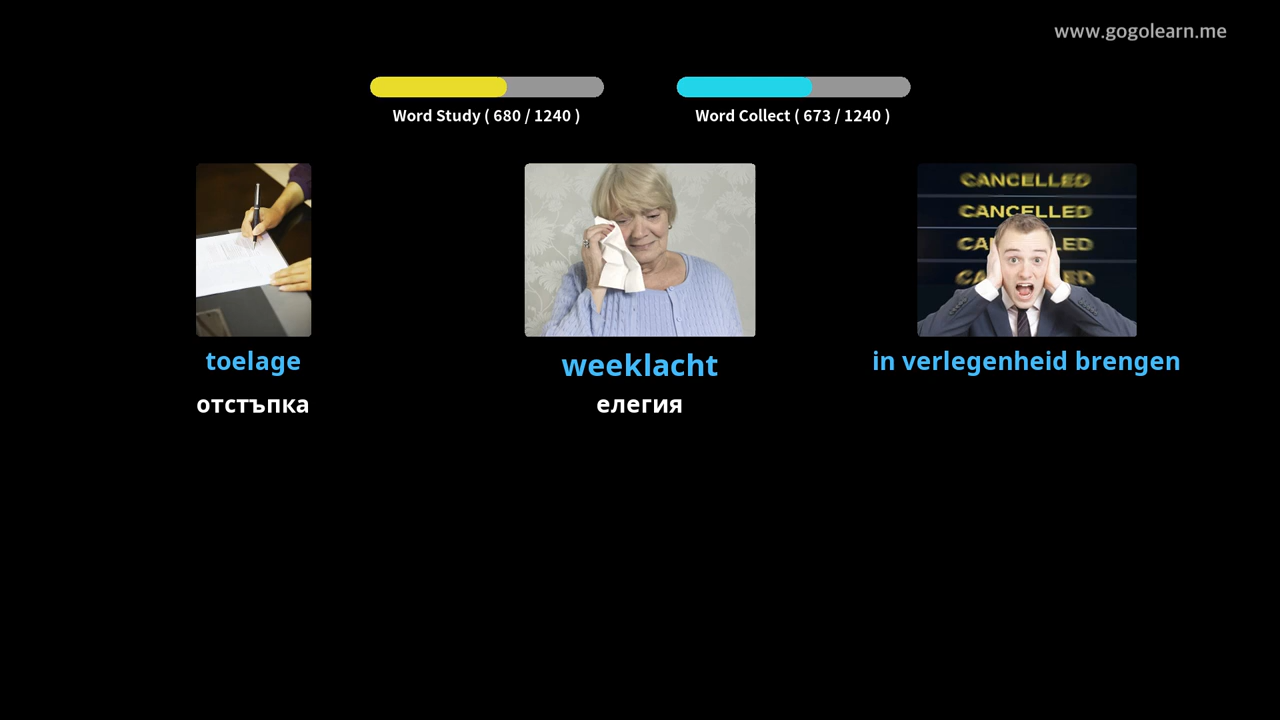 www.gogolearn.me
Word Study ( 680 / 1240 )
Word Collect ( 673 / 1240 )
CANCELLED
CANCELLED
toelage
weeklacht
in verlegenheid brengen
отстъпка
елегия